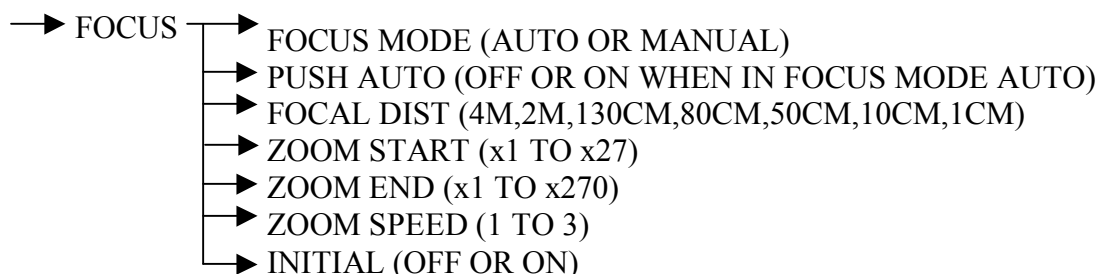 FOCUS
FOCUS MODE (AUTO OR MANUAL)
PUSH AUTO (OFF OR ON WHEN IN FOCUS MODE AUTO)
FOCAL DIST (4M,2M,130CM,80CM,50CM,10CM,1CM)
ZOOM START (x1 TO x27)
ZOOM END (x1 TO x270)
ZOOM SPEED (1 TO 3)
INITIAL (OFF OR ON)